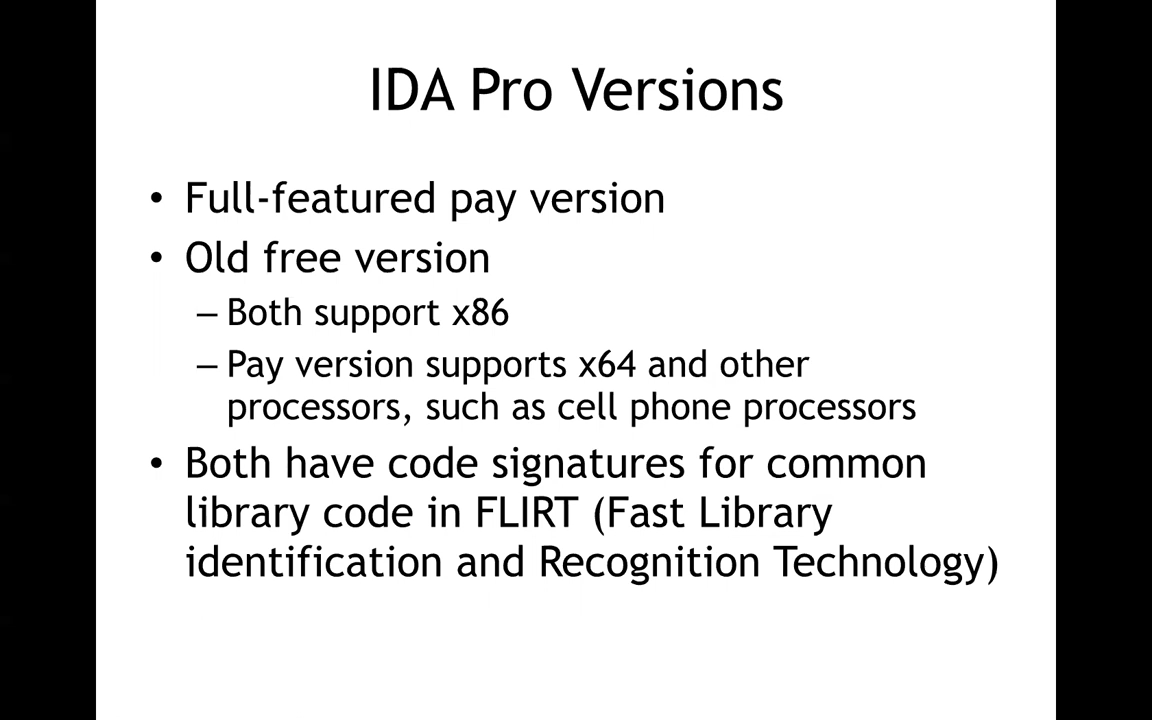 IDA Pro Versions
• Full-featured pay version
• Old free version
– Both support x86
– Pay version supports x64 and other
processors, such as cell phone processors
• Both have code signatures for common
library code in FLIRT (Fast Library
identification and Recognition Technology)